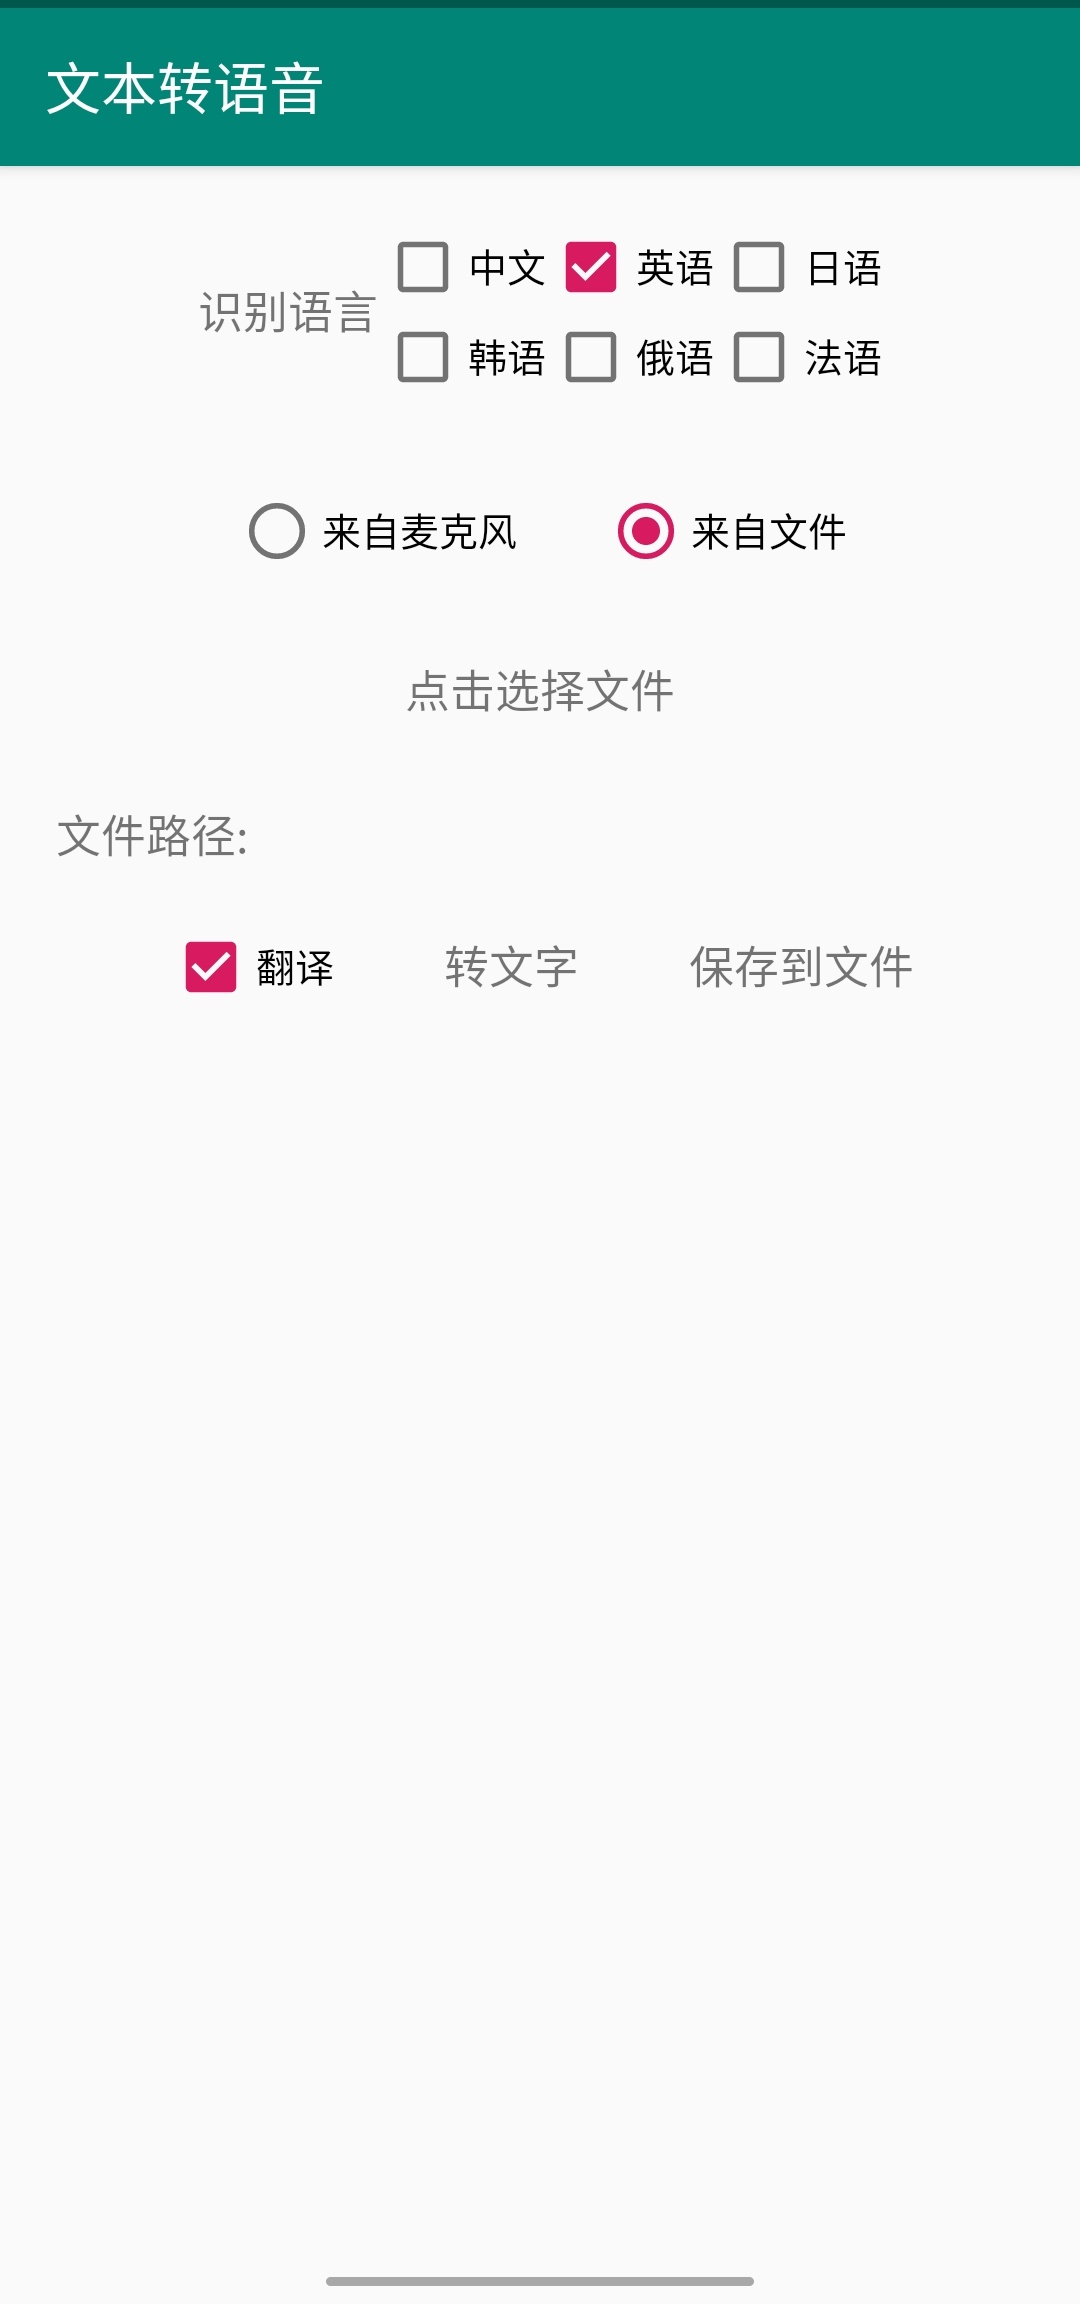 文本转语音
识别语言
中文 英语 日语
韩语 俄语 法语
来自麦克风 来自文件
点击选择文件
文件路径:
翻译 转文字 保存到文件